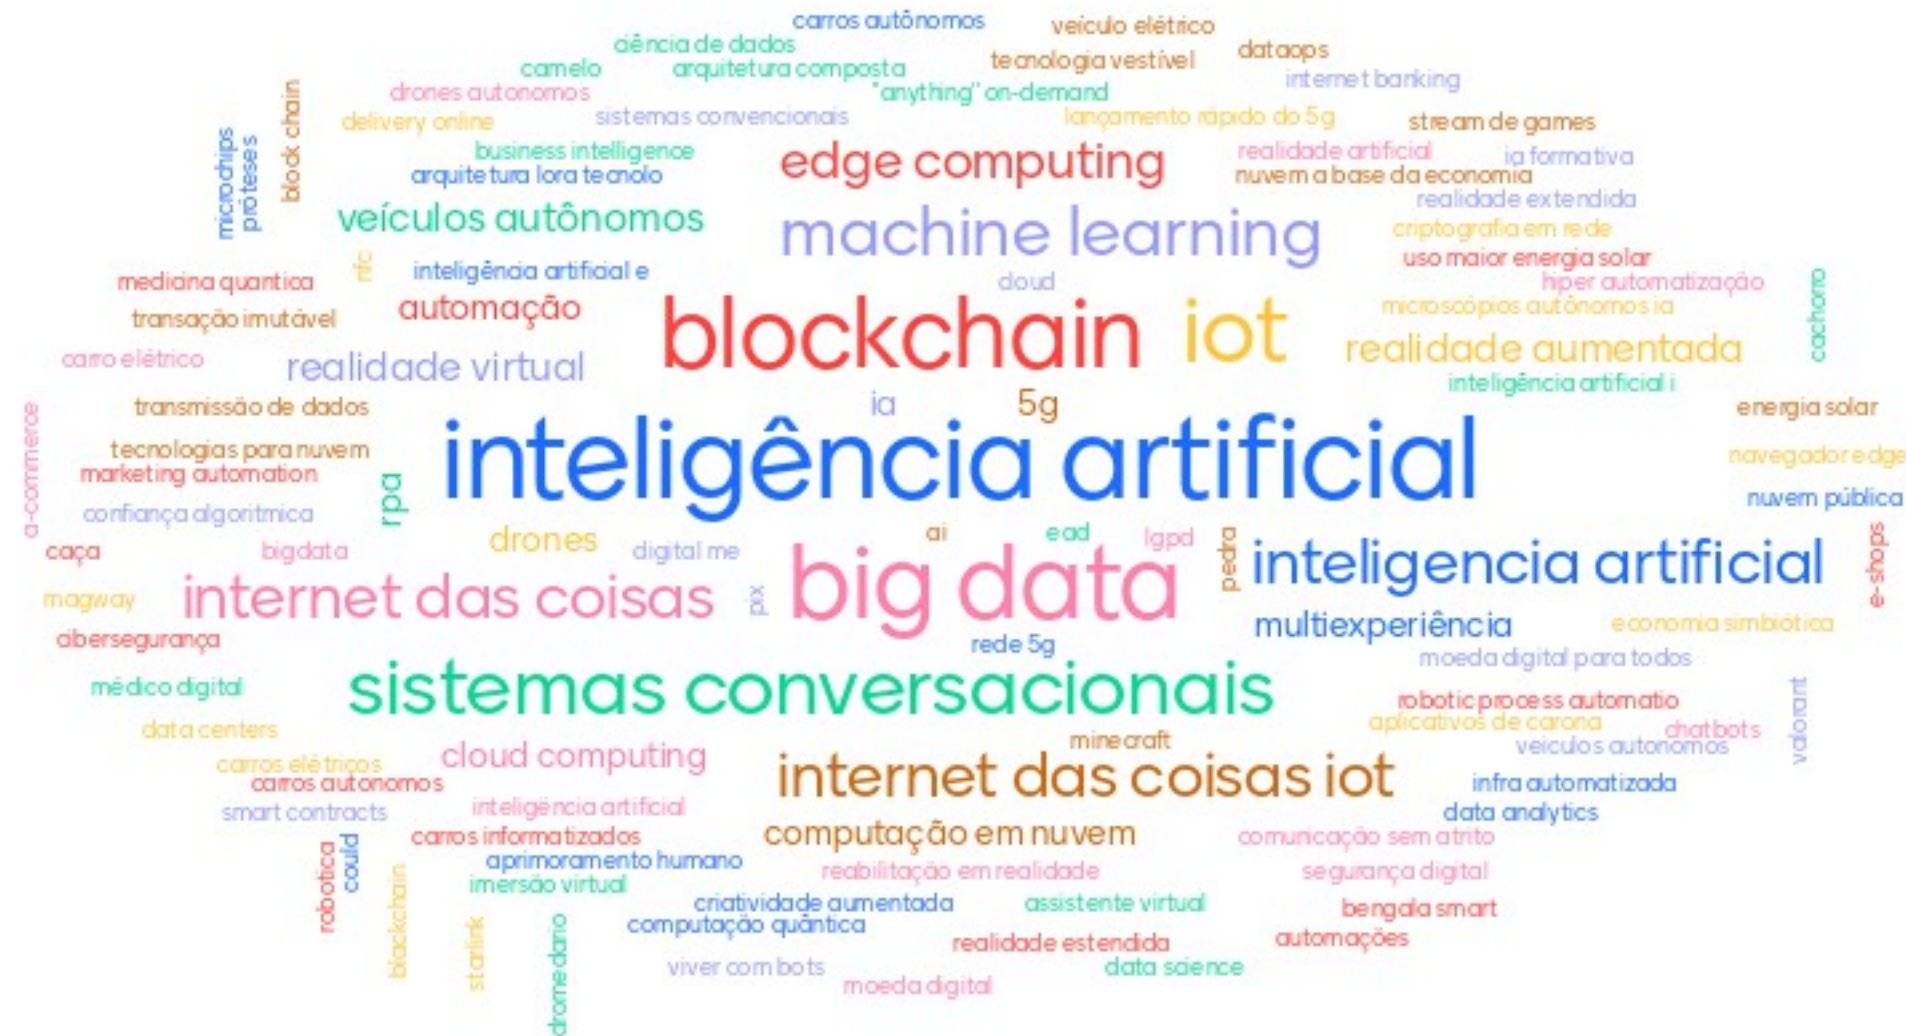 carros autônomos
veículo elétrico
ciência de dados
dataops
tecnologia vestível
camelo
arquitetura composta
internet banking
drones autonomos
"anything" on-demand
block chain
delivery online
sistemas convencionais
lançamento rápido do 5g
stream de games
microchips
próteses
business intelligence
edge computing
realidade artificial
ia formativa
arquitetura lora tecnolo
nuvem a base da economia
realidade extendida
veículos autônomos
machine learning
criptografia em rede
uso maior energia solar
nfc
inteligência artificial e
medicina quantica
cloud
hiper automatização
automação
transação imutável
blockchain
iot
microscópios autônomos ia
cachorro
carro elétrico
realidade virtual
realidade aumentada
inteligência artificial i
transmissão de dados
ia
5g
energia solar
a-commerce
tecnologias para nuvem
marketing automation
rpa
inteligência artificial
navegador edge
nuvem pública
confiança algoritmica
caça
bigdata
drones
digital me
ai
ead
lgpd
pedra
inteligencia artificial
e-shops
magway
internet das coisas
pix
big data
multiexperiência
economia simbiótica
cibersegurança
rede 5g
moeda digital para todos
médico digital
sistemas conversacionais
robotic process automatio
valorant
data centers
aplicativos de carona
chatbots
minecraft
veiculos autonomos
carros elétricos
cloud computing
internet das coisas iot
carros autonomos
infra automatizada
smart contracts
inteligëncia artificial
data analytics
carros informatizados
computação em nuvem
comunicação sem atrito
robotica
could
aprimoramento humano
reabilitação em realidade
segurança digital
blackchain
imersão virtual
criatividade aumentada
assistente virtual
bengala smart
starlink
dromedario
computação quântica
realidade estendida
automações
viver com bots
data science
moeda digital